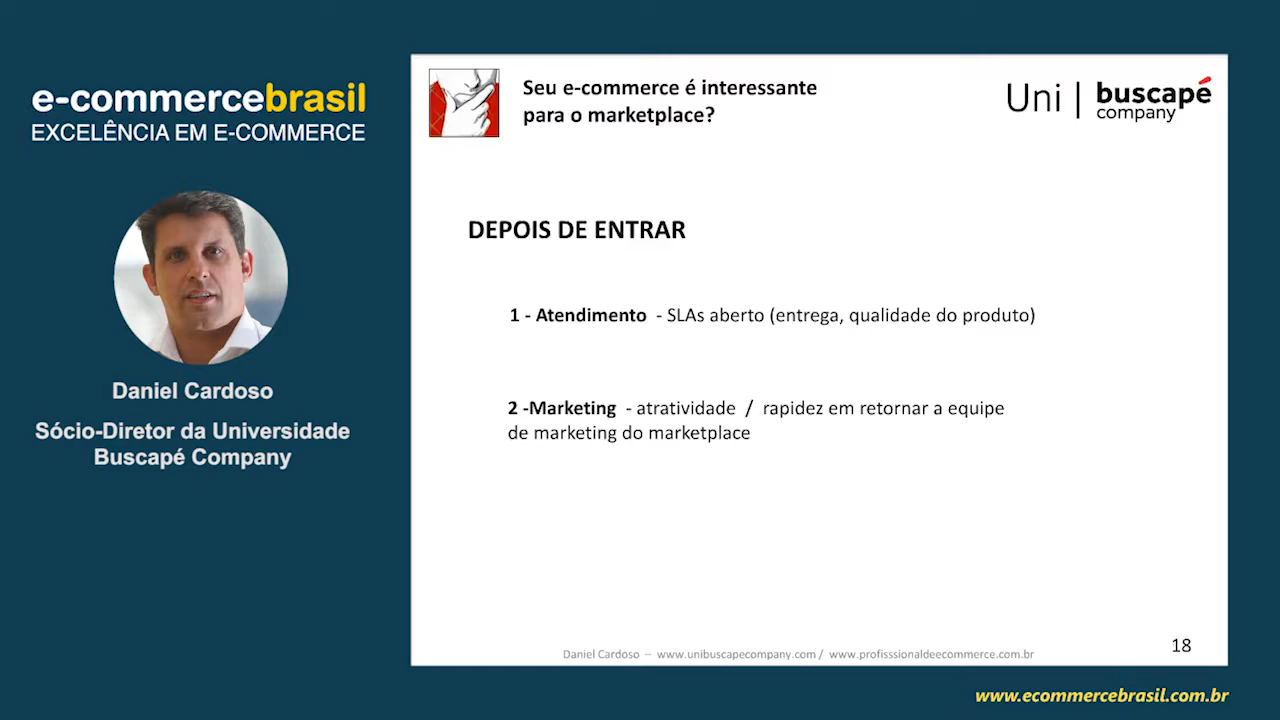 e-commercebrasil
EXCELÊNCIA EM E-COMMERCE
Daniel Cardoso
Sócio-Diretor da Universidade
Buscapé Company
Seu e-commerce é interessante
para o marketplace?
Uni | buscapé
company
DEPOIS DE ENTRAR
1 - Atendimento - SLAs aberto (entrega, qualidade do produto)
2 -Marketing - atratividade / rapidez em retornar a equipe
de marketing do marketplace
18
Daniel Cardoso – www.unibuscapecompany.com / www.profisssionaldeecommerce.com.br
www.ecommercebrasil.com.br